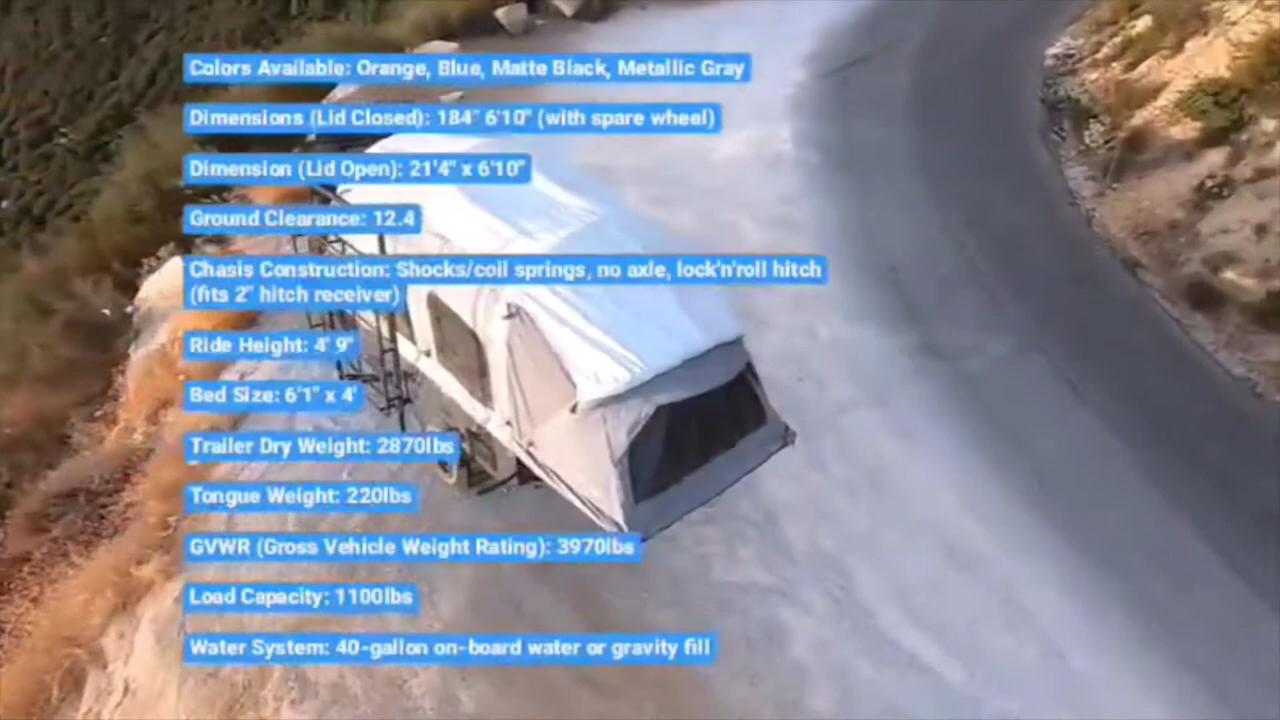 Colors Available: Orange, Blue, Matte Black, Metallic Gray
Dimensions (Lid Closed): 184" 6'10" (with spare wheel)
Dimension (Lid Open): 21'4" x 6'10"
Ground Clearance: 12.4
Chasis Construction: Shocks/coil springs, no axle, lock'n'roll hitch
(fits 2" hitch receiver)
Ride Height: 4' 9"
Bed Size: 6'1" x 4'
Trailer Dry Weight: 2870lbs
Tongue Weight: 220lbs
GVWR (Gross Vehicle Weight Rating): 3970lbs
Load Capacity: 1100lbs
Water System: 40-gallon on-board water or gravity fill